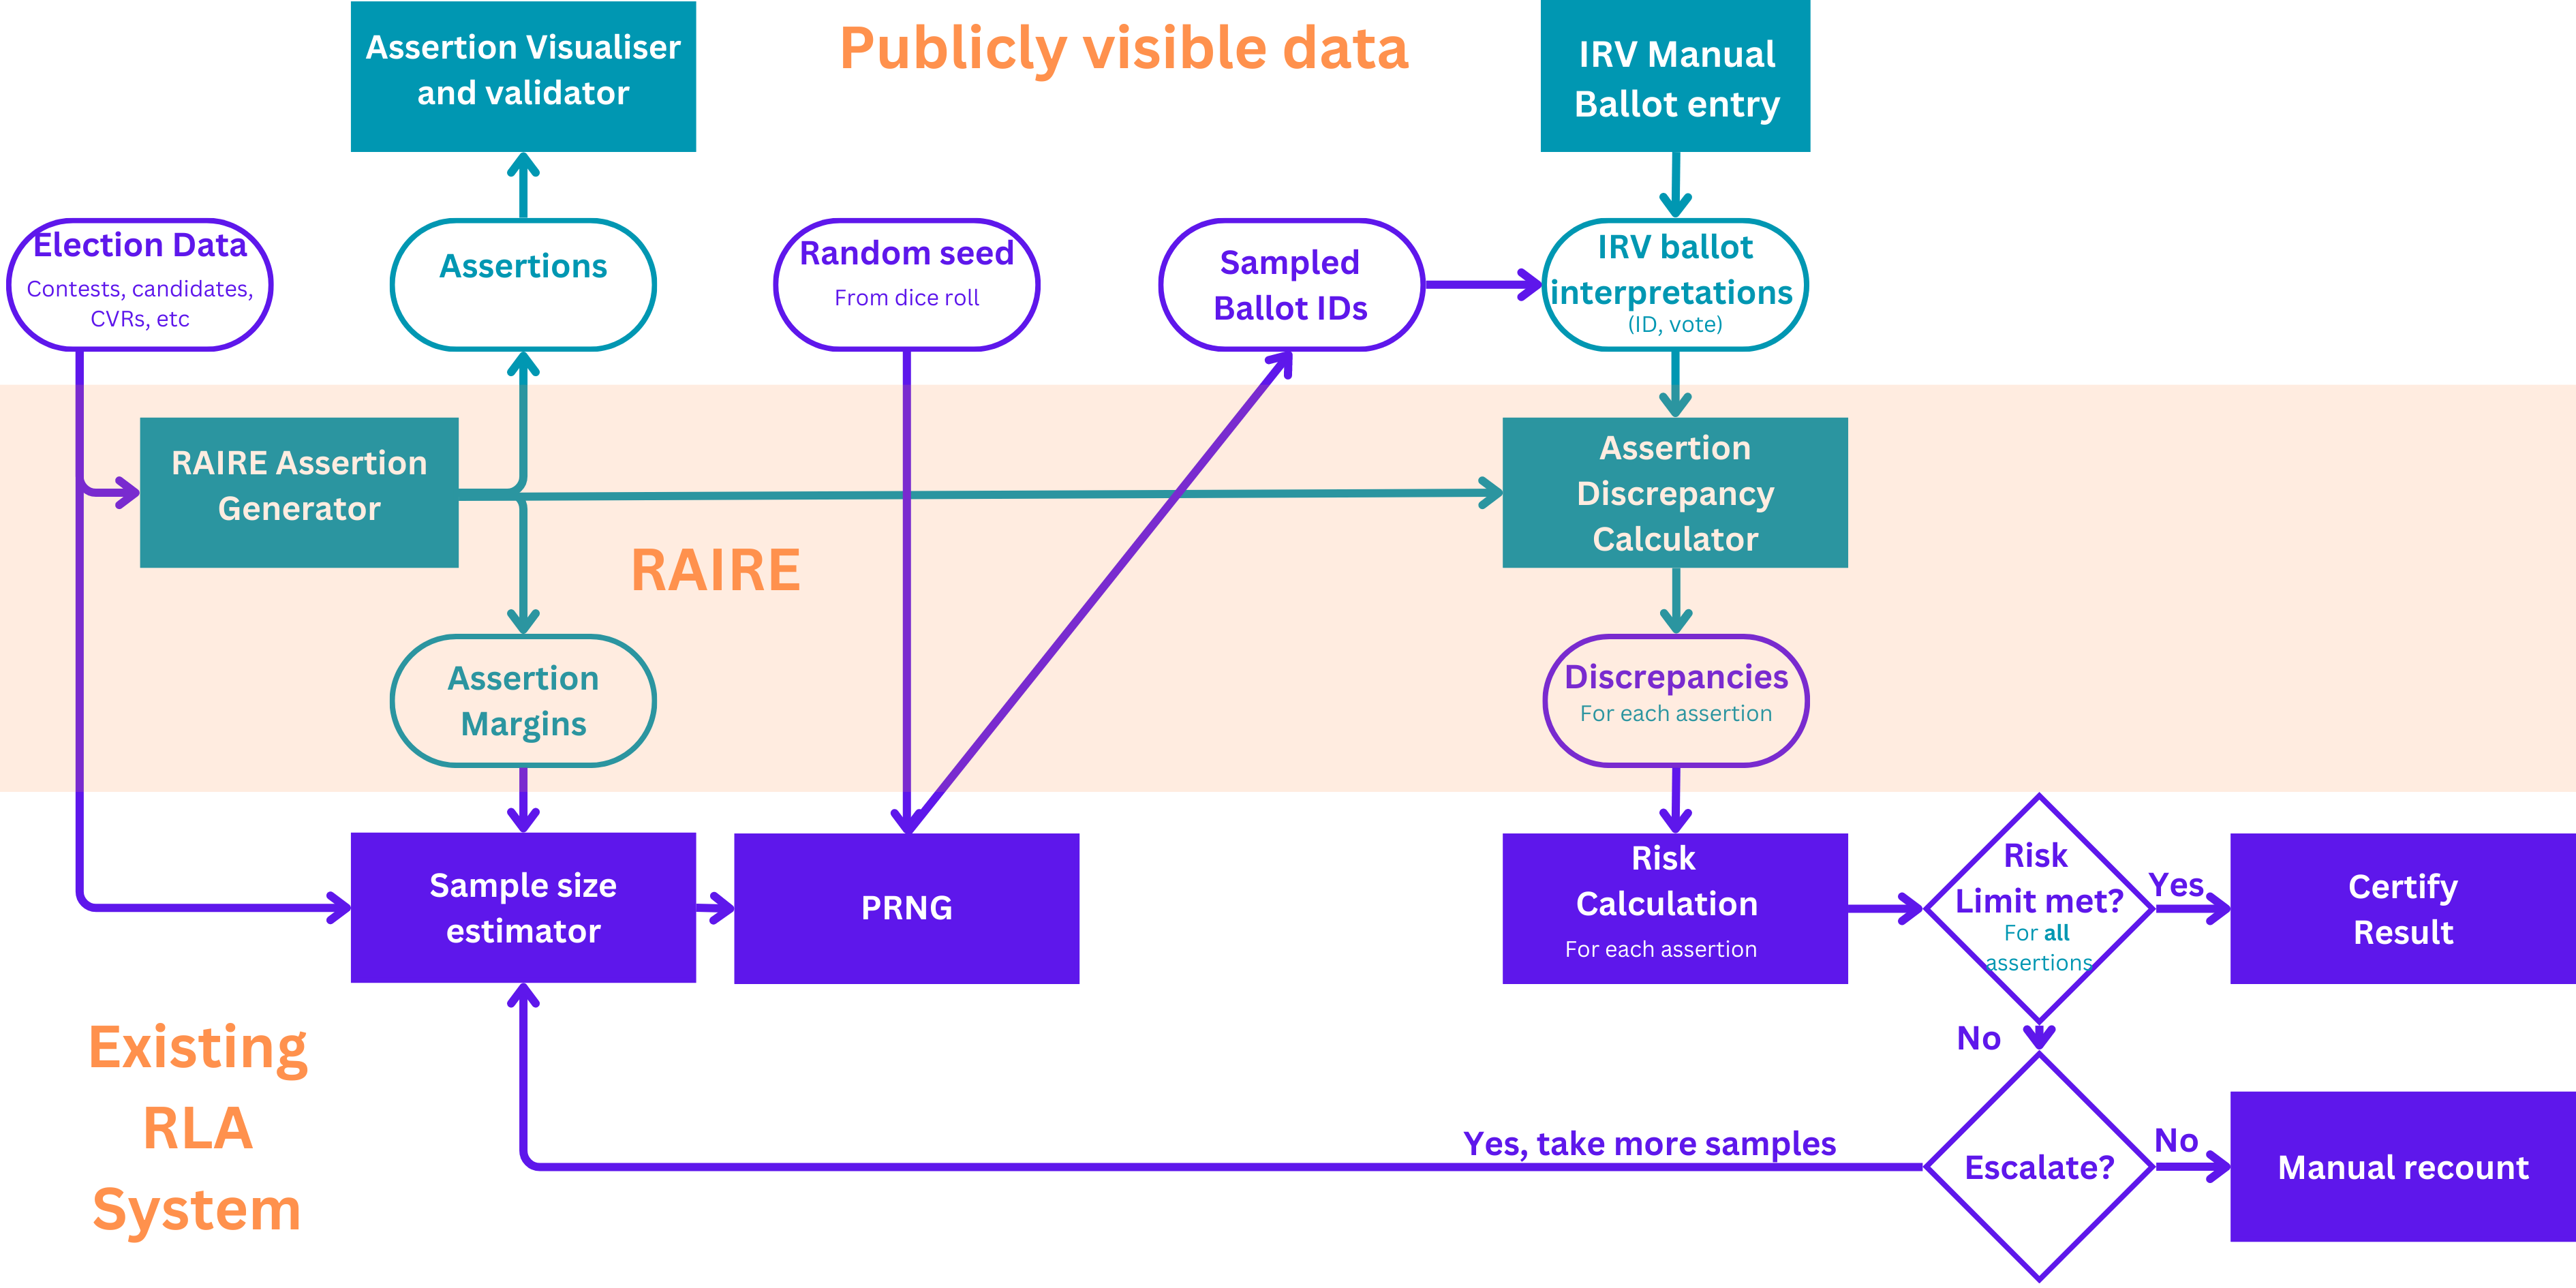 Assertion Visualiser
and validator
Publicly visible data
IRV Manual
Ballot entry
Election Data
Contests, candidates,
CVRs, etc
Assertions
Random seed
From dice roll
Sampled
Ballot IDs
IRV ballot
interpretations
(ID, vote)
RAIRE Assertion
Generator
Assertion
Discrepancy
Calculator
RAIRE
Assertion
Margins
Discrepancies
For each assertion
Sample size
estimator
PRNG
Risk
Calculation
For each assertion
Risk
Limit met?
For all
assertions
Yes
Certify
Result
No
Existing
RLA
System
Yes, take more samples
Escalate?
No
Manual recount